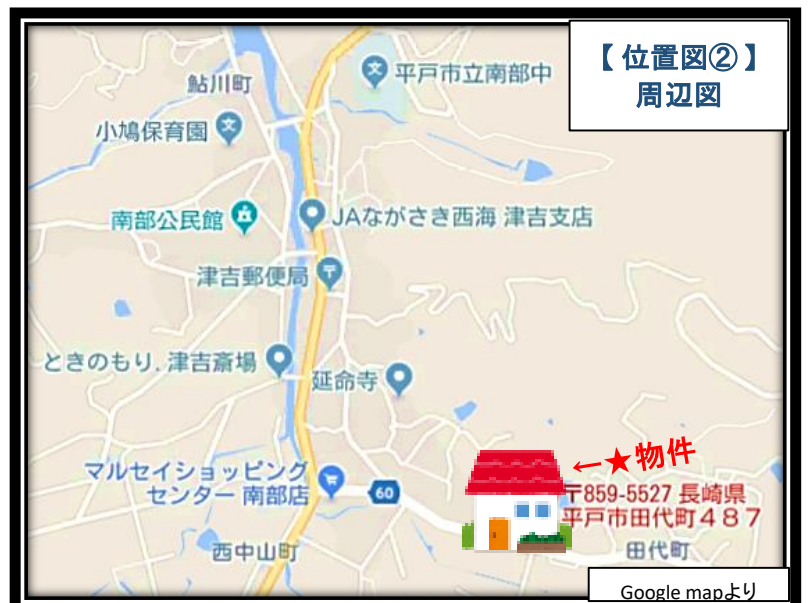 【位置図②】
周辺図
鮎川町
平戸市立南部中
小鳩保育園
南部公民館
JAながさき西海 津吉支店
津吉郵便局
ときのもり. 津吉斎場
延命寺
←★物件
マルセイショッピング
センター 南部店
60
〒859-5527 長崎県
平戸市田代町487
西中山町
田代町
Google mapより